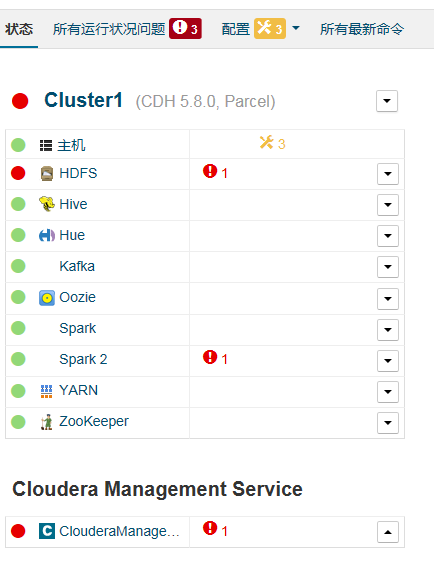 状态 所有运行状况问题 3 配置 3 所有最新命令
Cluster1 (CDH 5.8.0, Parcel)
主机 3
HDFS 1
Hive
Hue
Kafka
Oozie
Spark
Spark 2 1
YARN
ZooKeeper
Cloudera Management Service
C ClouderaManage... 1